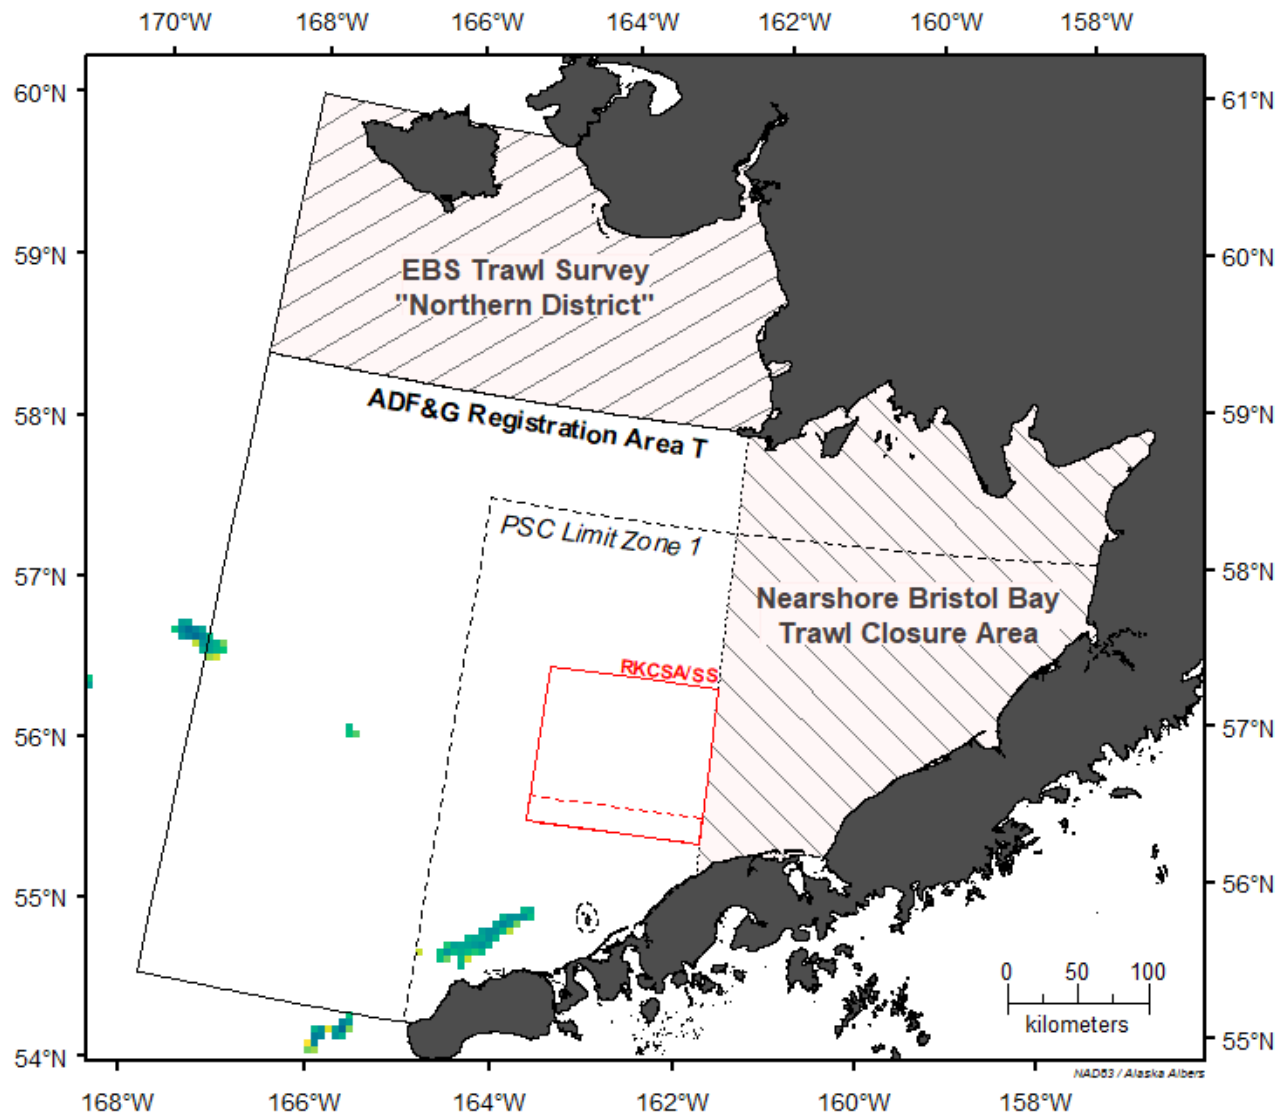 170°W 168°W 166°W 164°W 162°W 160°W 158°W
60°N
61°N
59°N
60°N
EBS Trawl Survey
"Northern District"
58°N
59°N
ADF&G Registration Area T
PSC Limit Zone 1
57°N
58°N
Nearshore Bristol Bay
Trawl Closure Area
RKCSA/SS
56°N
57°N
55°N
56°N
0 50 100
kilometers
54°N
55°N
NAD83 / Alaska Albers
168°W 166°W 164°W 162°W 160°W 158°W